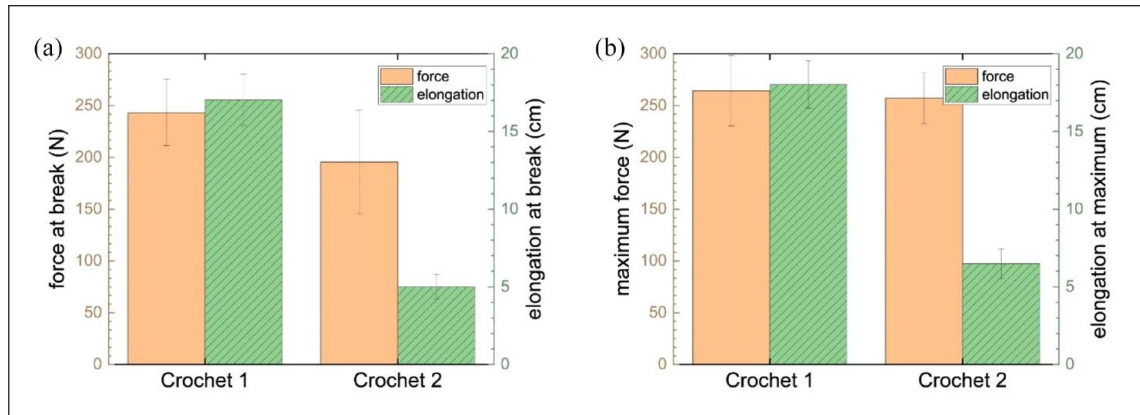 (a)
force at break (N)
300
250
200
150
100
50
0
force
elongation
20
15
10
5
0
elongation at break (cm)
Crochet 1
Crochet 2
(b)
maximum force (N)
300
250
200
150
100
50
0
force
elongation
20
15
10
5
0
elongation at maximum (cm)
Crochet 1
Crochet 2